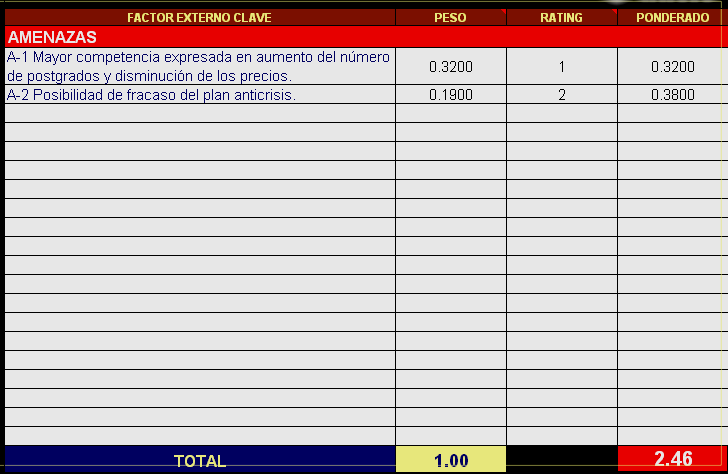 FACTOR EXTERNO CLAVE PESO RATING PONDERADO
AMENAZAS
A-1 Mayor competencia expresada en aumento del número
de postgrados y disminución de los precios. 0.3200 1 0.3200
A-2 Posibilidad de fracaso del plan anticrisis. 0.1900 2 0.3800
TOTAL 1.00 2.46